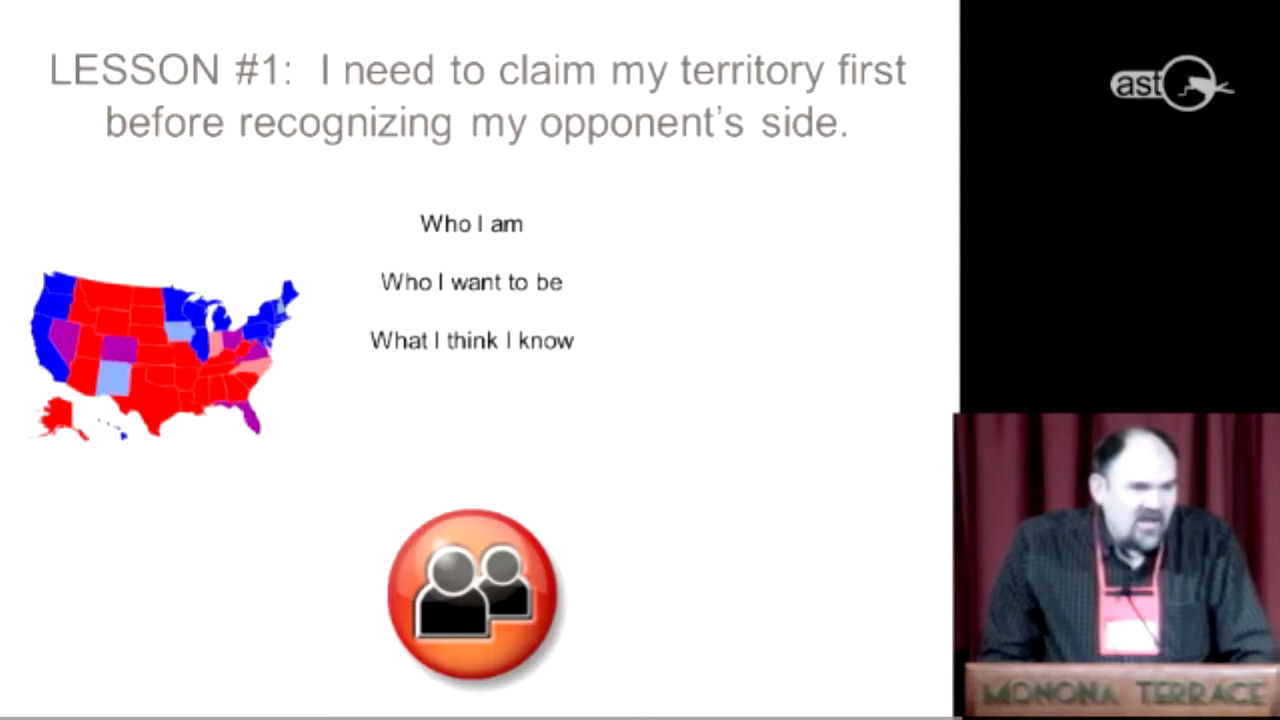 LESSON #1: I need to claim my territory first
before recognizing my opponent's side.
Who I am
Who I want to be
What I think I know
ast
MONONA TERRACE